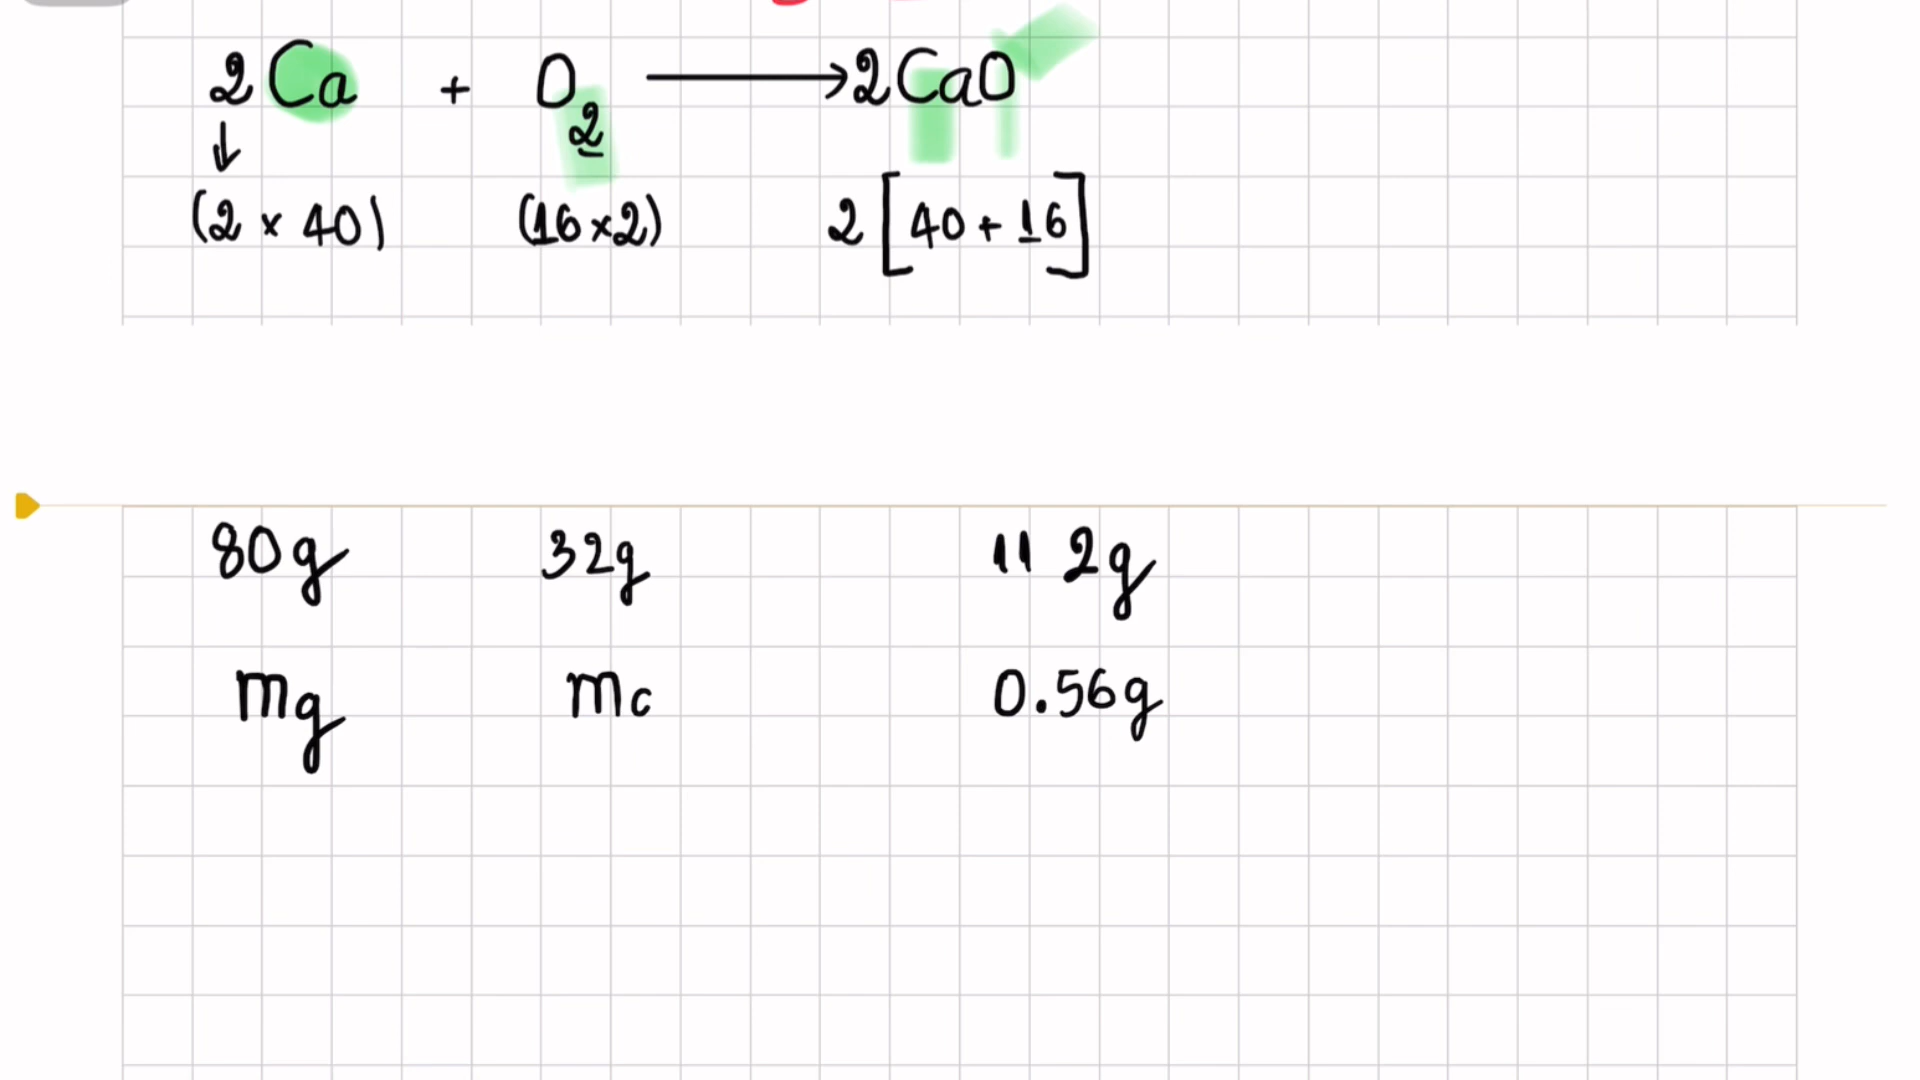 2Ca + O₂ ⟶ 2CaO
↓
(2 × 40) (16×2) 2[40 + 16]
80g 32g 112g
mg mc 0.56g